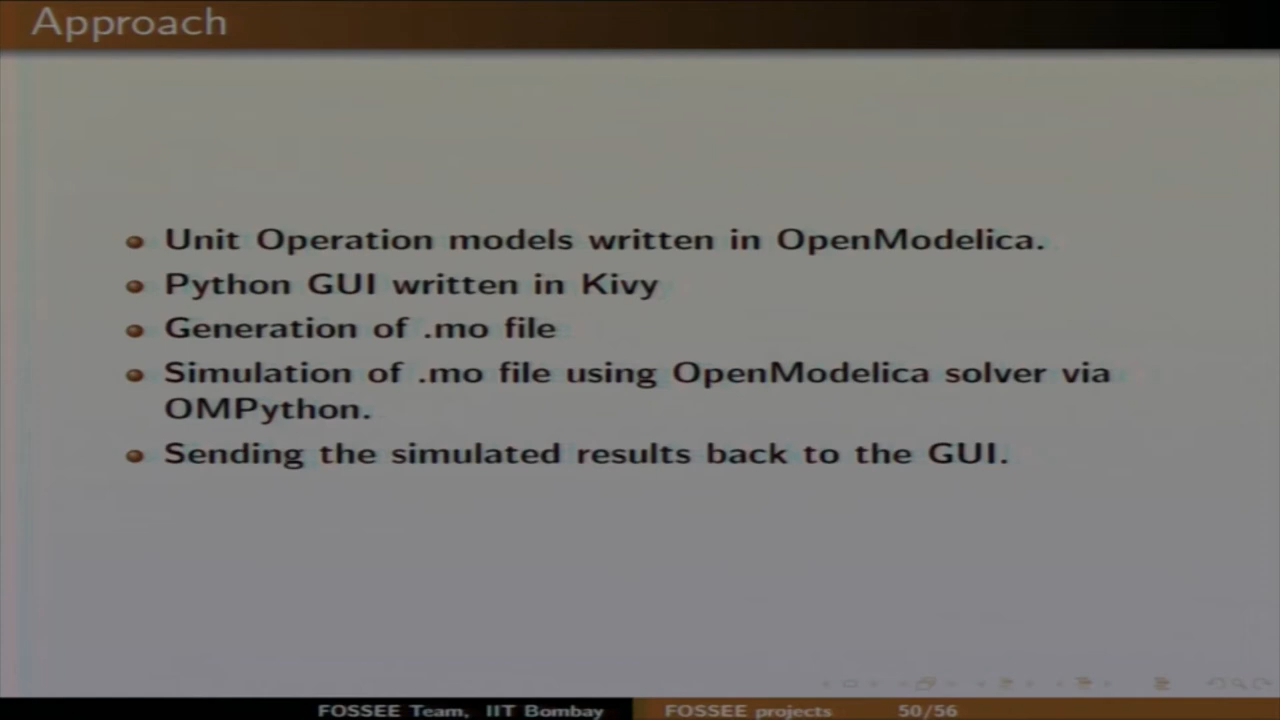 Approach
Unit Operation models written in OpenModelica.
Python GUI written in Kivy
Generation of .mo file
Simulation of .mo file using OpenModelica solver via
OMPython.
Sending the simulated results back to the GUI.
FOSSEE Team, IIT Bombay FOSSEE projects 50/56